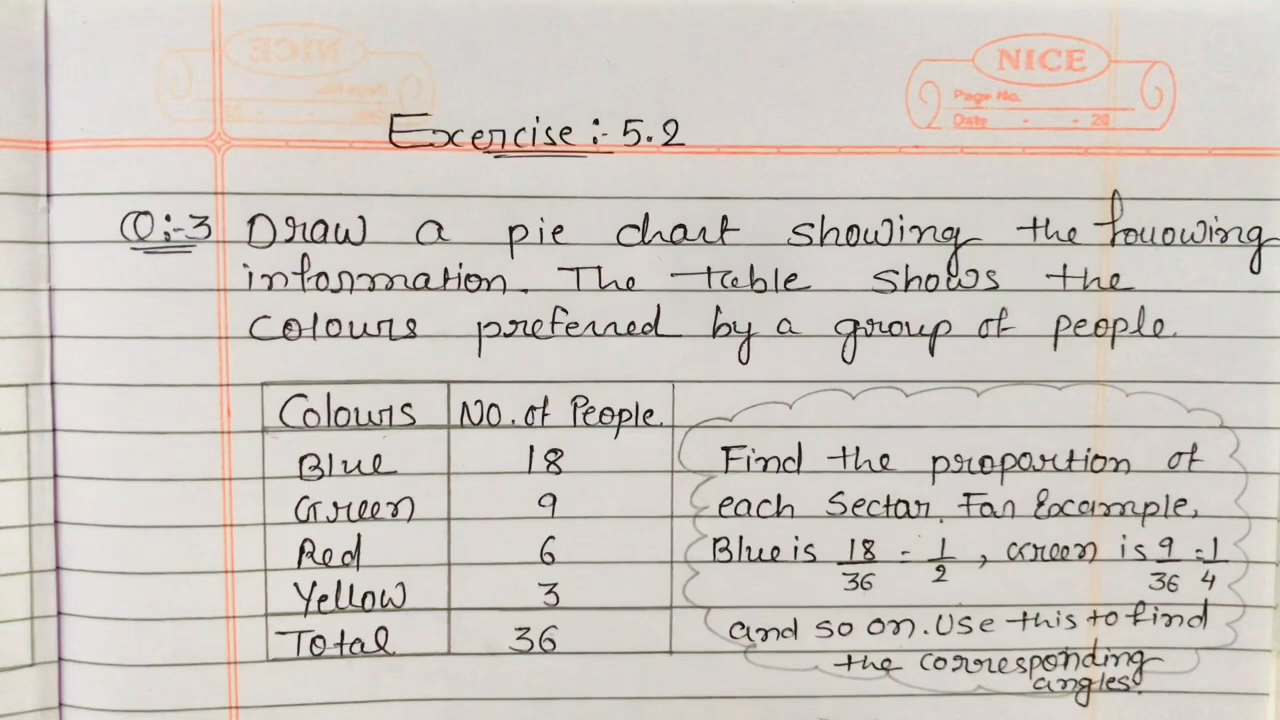 NICE
Page No.
Date - - 20
Exercise :- 5.2
Q:-3 Draw a pie chart showing the following
information. The table shows the
Colours preferred by a group of people.
Colours No. of People.
Blue 18
Green 9
Red 6
Yellow 3
Total 36
Find the proportion of
each Sector. For Example,
Blue is 18/36 = 1/2, Green is 9/36 = 1/4
and so on. Use this to find
the corresponding
angles.